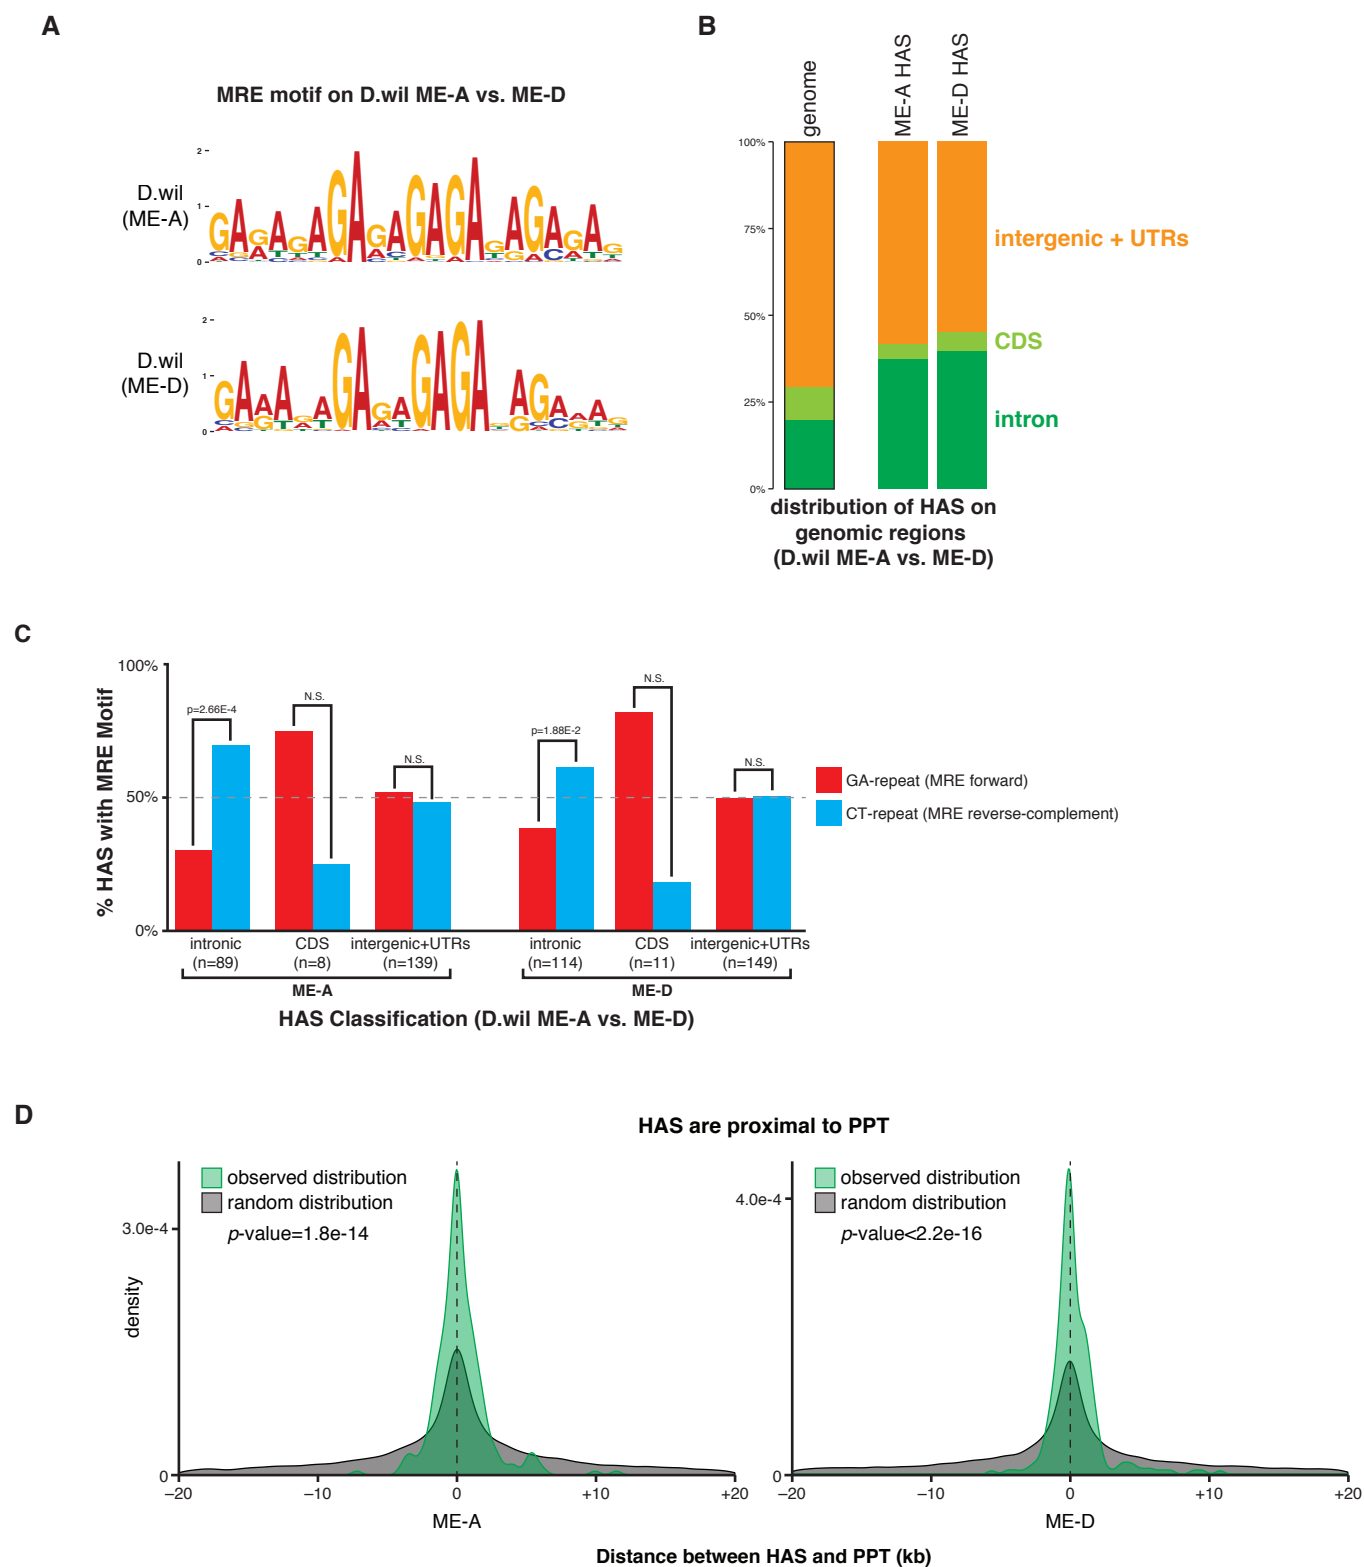 A
MRE motif on D.wil ME-A vs. ME-D
2
1
0
D.wil
(ME-A)
2
1
0
D.wil
(ME-D)
B
genome
ME-A HAS
ME-D HAS
100%
75%
50%
25%
0%
intergenic + UTRs
CDS
intron
distribution of HAS on
genomic regions
(D.wil ME-A vs. ME-D)
C
% HAS with MRE Motif
100%
50%
0%
p=2.66E-4
N.S.
N.S.
p=1.88E-2
N.S.
N.S.
GA-repeat (MRE forward)
CT-repeat (MRE reverse-complement)
intronic CDS intergenic+UTRs intronic CDS intergenic+UTRs
(n=89) (n=8) (n=139) (n=114) (n=11) (n=149)
ME-A ME-D
HAS Classification (D.wil ME-A vs. ME-D)
D
HAS are proximal to PPT
observed distribution
random distribution
p-value=1.8e-14
3.0e-4
0
density
−20 −10 0 +10 +20
ME-A
observed distribution
random distribution
p-value<2.2e-16
4.0e-4
0
−20 −10 0 +10 +20
ME-D
Distance between HAS and PPT (kb)